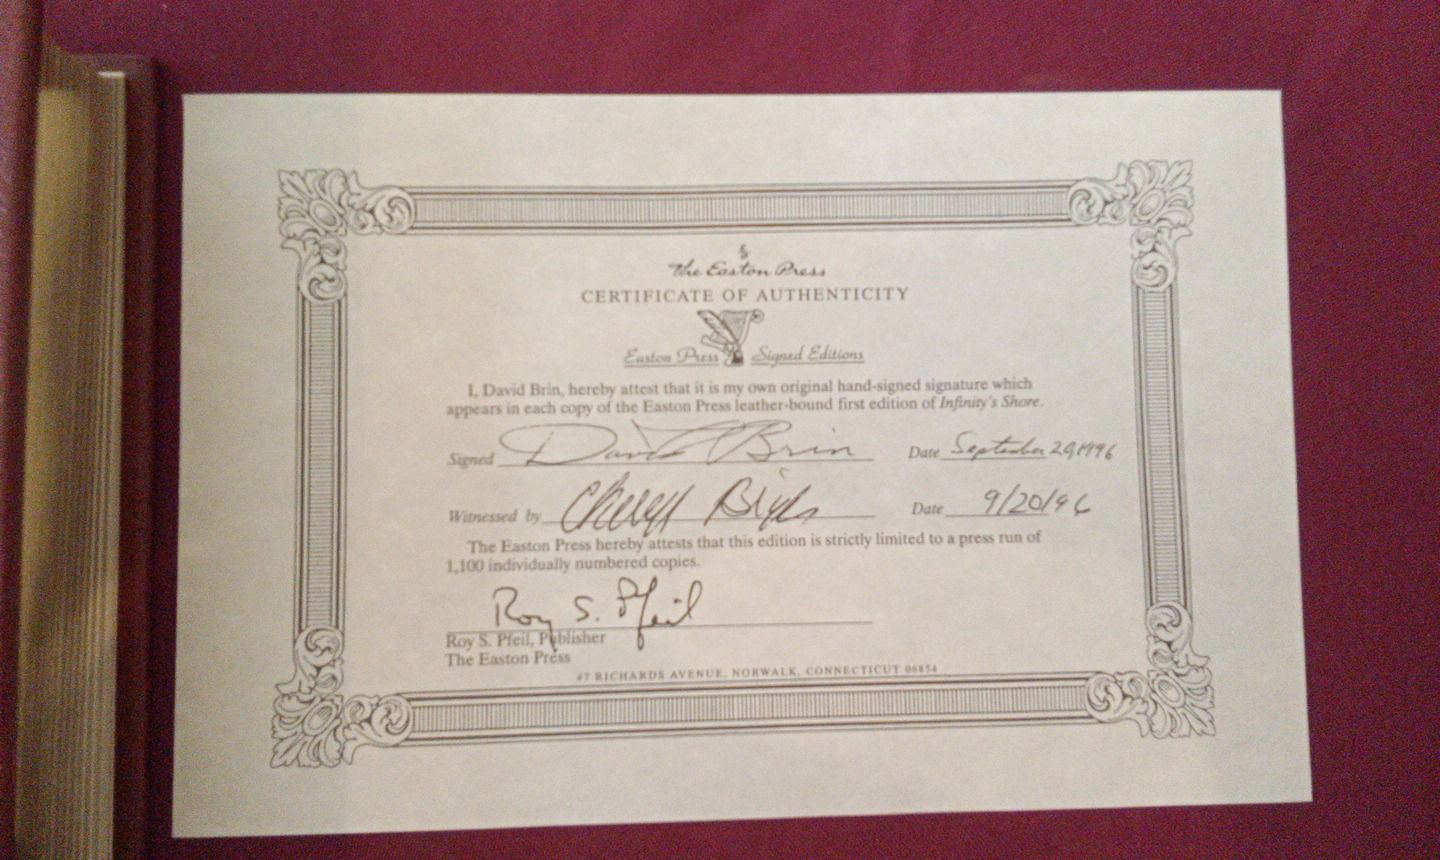 The Easton Press
CERTIFICATE OF AUTHENTICITY
Easton Press Signed Editions
I, David Brin, hereby attest that it is my own original hand-signed signature which
appears in each copy of the Easton Press leather-bound first edition of Infinity's Shore.
Signed David Brin Date September 20, 1996
Witnessed by Cheryl Date 9/20/96
The Easton Press hereby attests that this edition is strictly limited to a press run of
1,100 individually numbered copies.
Roy S. Pfeil
Roy S. Pfeil, Publisher
The Easton Press
47 RICHARDS AVENUE, NORWALK, CONNECTICUT 06854